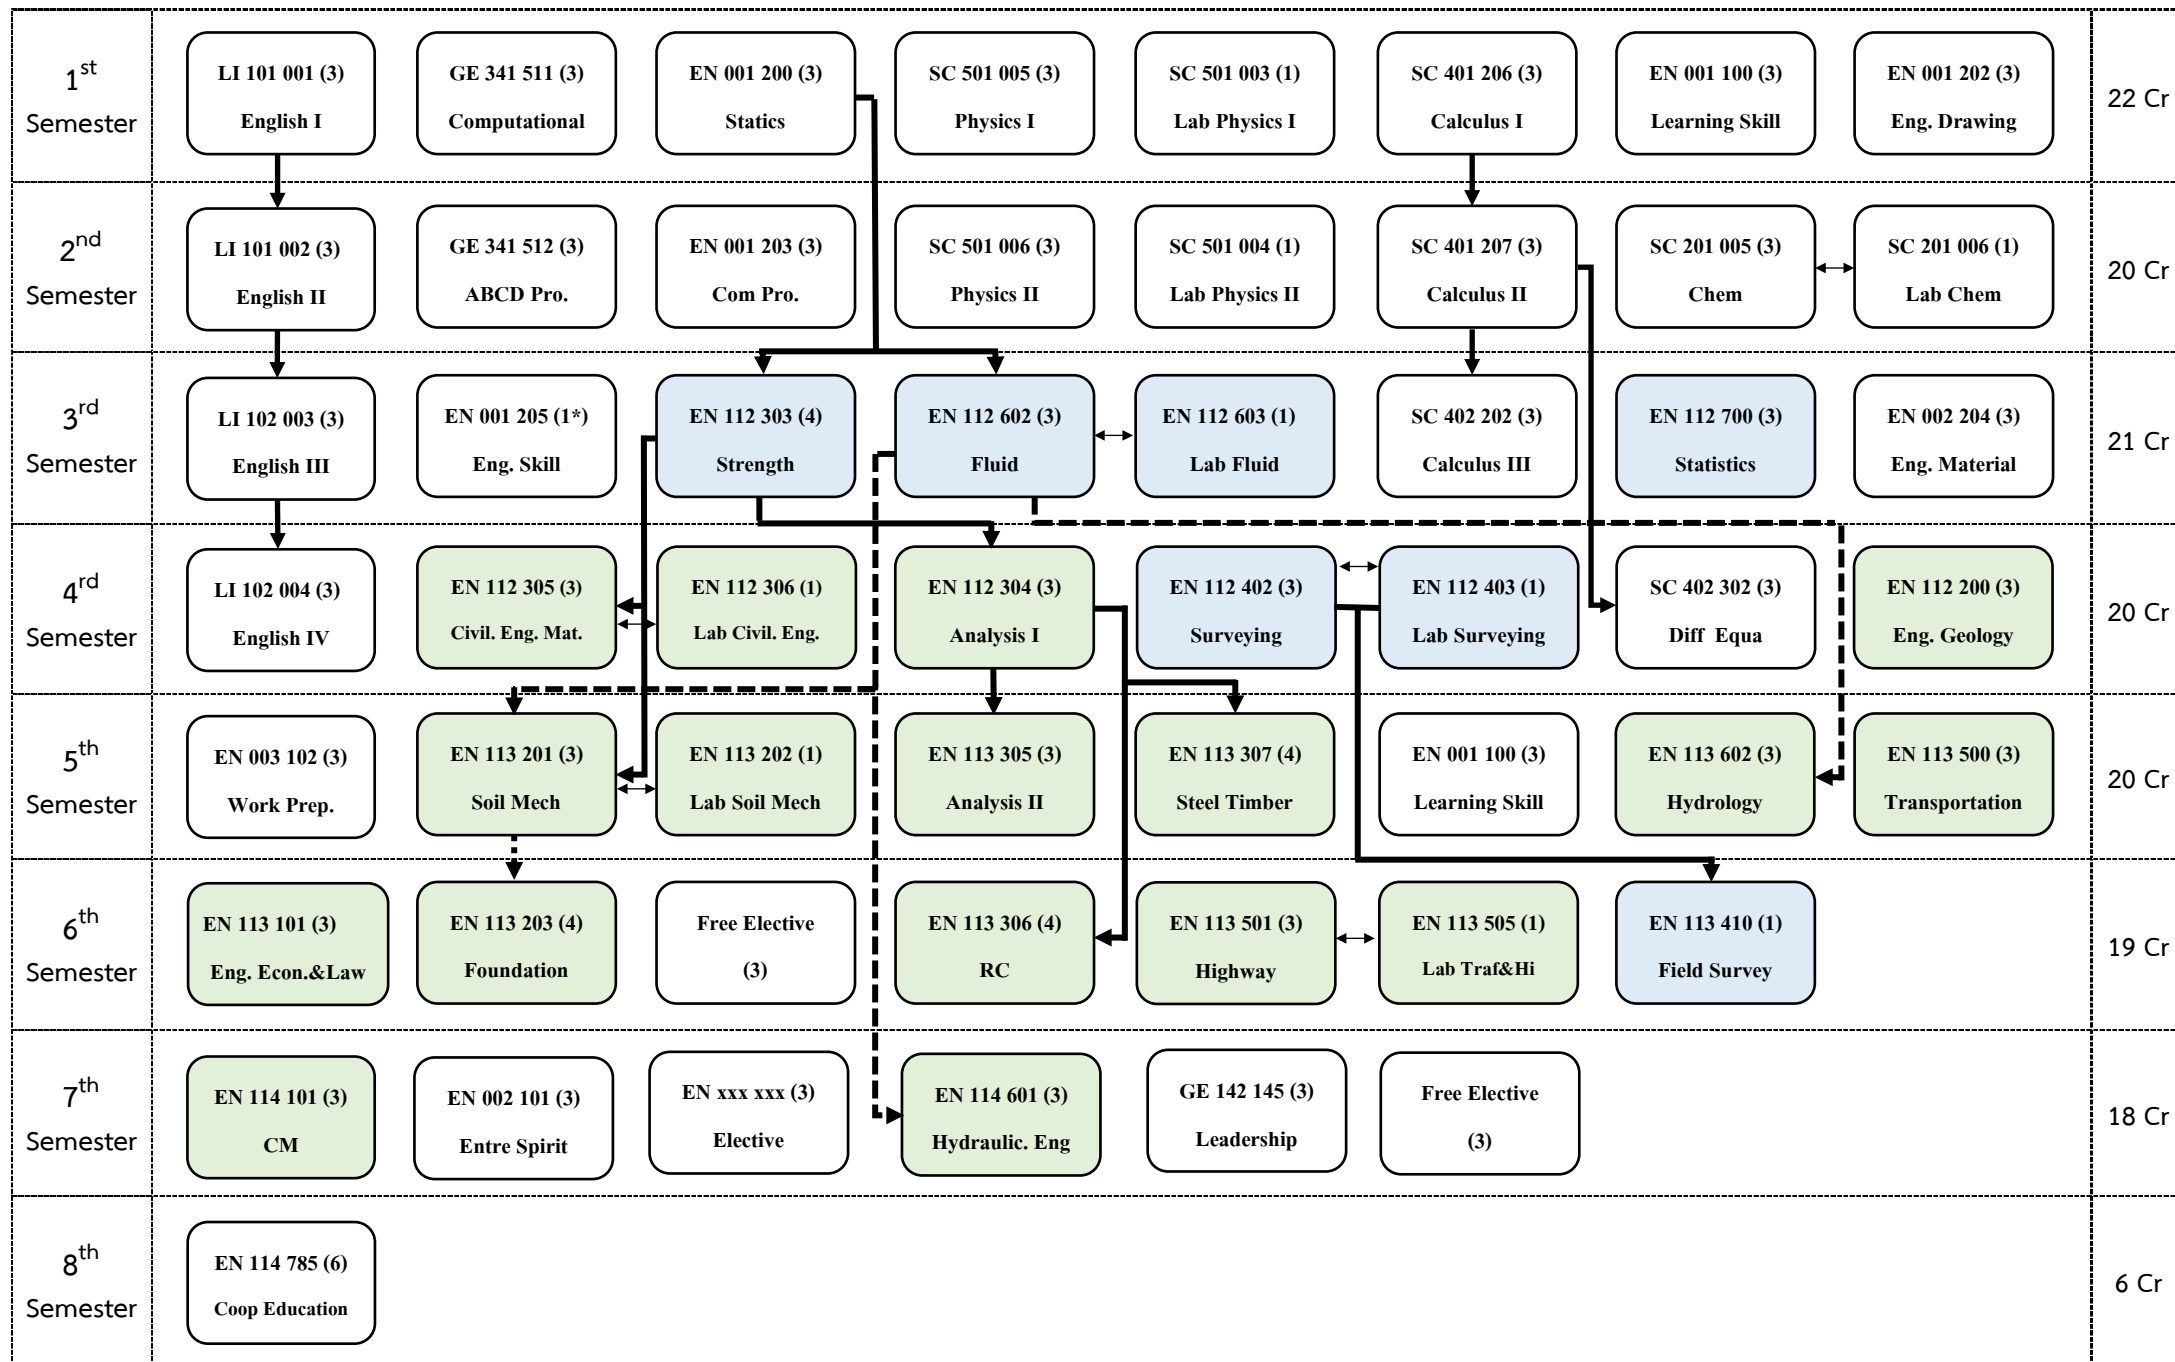 1st
Semester
LI 101 001 (3)
English I
GE 341 511 (3)
Computational
EN 001 200 (3)
Statics
SC 501 005 (3)
Physics I
SC 501 003 (1)
Lab Physics I
SC 401 206 (3)
Calculus I
EN 001 100 (3)
Learning Skill
EN 001 202 (3)
Eng. Drawing
22 Cr
2nd
Semester
LI 101 002 (3)
English II
GE 341 512 (3)
ABCD Pro.
EN 001 203 (3)
Com Pro.
SC 501 006 (3)
Physics II
SC 501 004 (1)
Lab Physics II
SC 401 207 (3)
Calculus II
SC 201 005 (3)
Chem
SC 201 006 (1)
Lab Chem
20 Cr
3rd
Semester
LI 102 003 (3)
English III
EN 001 205 (1*)
Eng. Skill
EN 112 303 (4)
Strength
EN 112 602 (3)
Fluid
EN 112 603 (1)
Lab Fluid
SC 402 202 (3)
Calculus III
EN 112 700 (3)
Statistics
EN 002 204 (3)
Eng. Material
21 Cr
4rd
Semester
LI 102 004 (3)
English IV
EN 112 305 (3)
Civil. Eng. Mat.
EN 112 306 (1)
Lab Civil. Eng.
EN 112 304 (3)
Analysis I
EN 112 402 (3)
Surveying
EN 112 403 (1)
Lab Surveying
SC 402 302 (3)
Diff Equa
EN 112 200 (3)
Eng. Geology
20 Cr
5th
Semester
EN 003 102 (3)
Work Prep.
EN 113 201 (3)
Soil Mech
EN 113 202 (1)
Lab Soil Mech
EN 113 305 (3)
Analysis II
EN 113 307 (4)
Steel Timber
EN 001 100 (3)
Learning Skill
EN 113 602 (3)
Hydrology
EN 113 500 (3)
Transportation
20 Cr
6th
Semester
EN 113 101 (3)
Eng. Econ.&Law
EN 113 203 (4)
Foundation
Free Elective
(3)
EN 113 306 (4)
RC
EN 113 501 (3)
Highway
EN 113 505 (1)
Lab Traf&Hi
EN 113 410 (1)
Field Survey
19 Cr
7th
Semester
EN 114 101 (3)
CM
EN 002 101 (3)
Entre Spirit
EN xxx xxx (3)
Elective
EN 114 601 (3)
Hydraulic. Eng
GE 142 145 (3)
Leadership
Free Elective
(3)
18 Cr
8th
Semester
EN 114 785 (6)
Coop Education
6 Cr